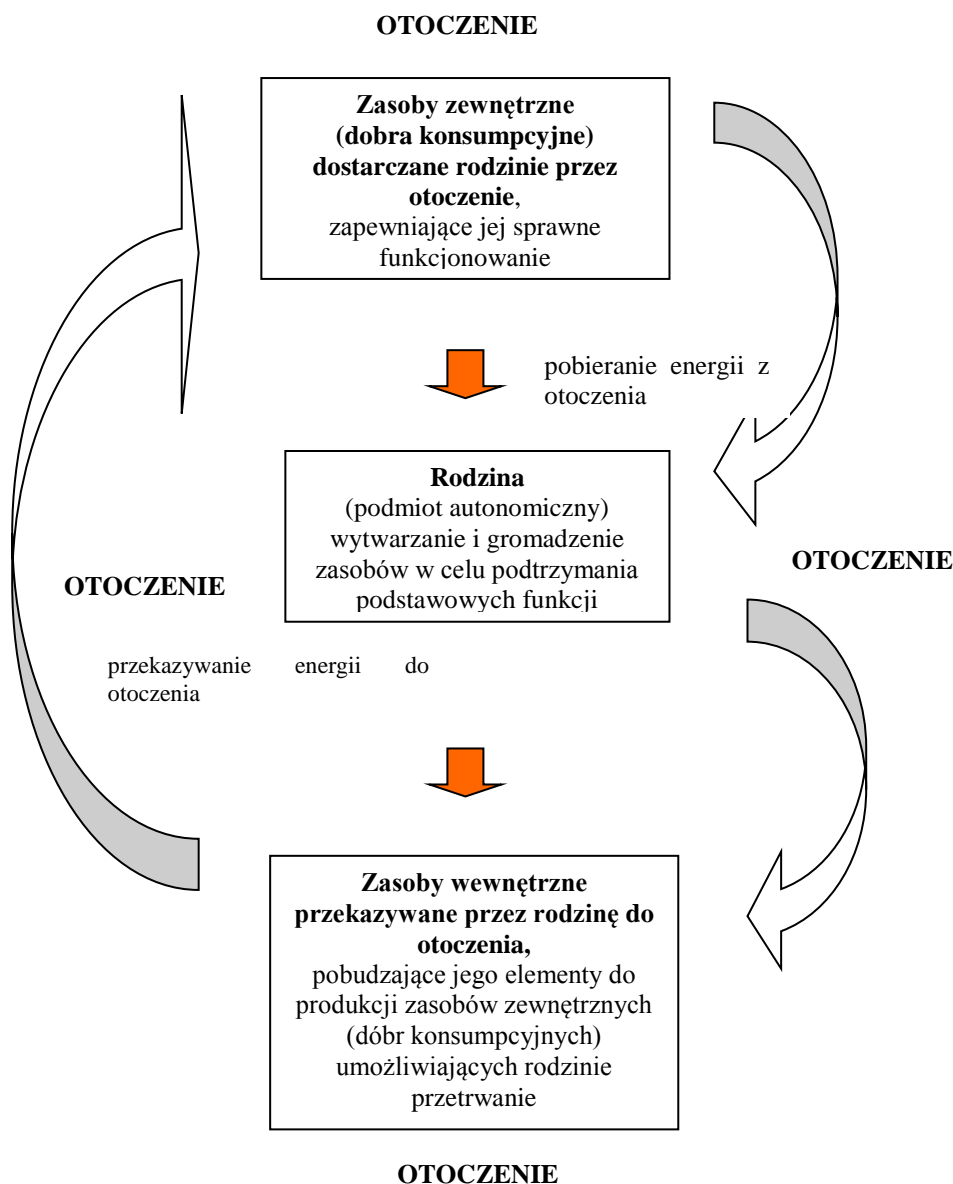 OTOCZENIE
Zasoby zewnętrzne
(dobra konsumpcyjne)
dostarczane rodzinie przez
otoczenie,
zapewniające jej sprawne
funkcjonowanie
pobieranie energii z
otoczenia
Rodzina
(podmiot autonomiczny)
wytwarzanie i gromadzenie
zasobów w celu podtrzymania
podstawowych funkcji
OTOCZENIE
OTOCZENIE
przekazywanie energii do
otoczenia
Zasoby wewnętrzne
przekazywane przez rodzinę do
otoczenia,
pobudzające jego elementy do
produkcji zasobów zewnętrznych
(dóbr konsumpcyjnych)
umożliwiających rodzinie
przetrwanie
OTOCZENIE